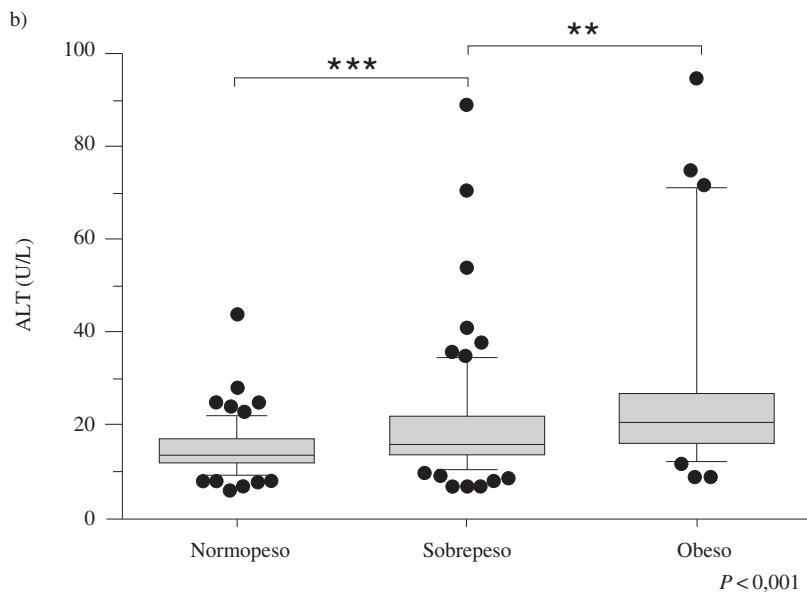 b)
100
80
60
40
20
0
ALT (U/L)
***
**
Normopeso
Sobrepeso
Obeso
P < 0,001